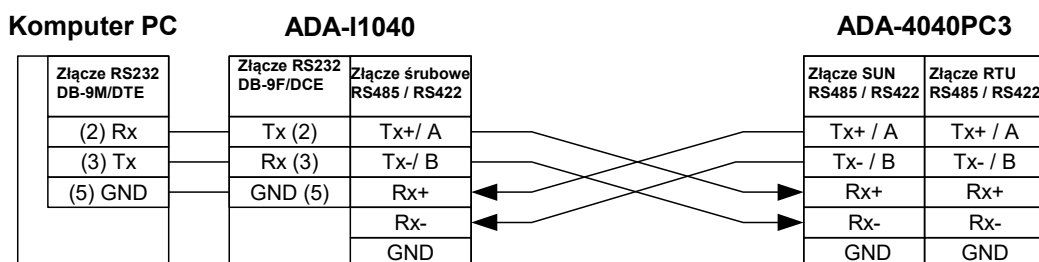 Komputer PC ADA-I1040 ADA-4040PC3
Złącze RS232 Złącze RS232 Złącze śrubowe Złącze SUN Złącze RTU
DB-9M/DTE DB-9F/DCE RS485 / RS422 RS485 / RS422 RS485 / RS422
(2) Rx Tx (2) Tx+/ A Tx+ / A Tx+ / A
(3) Tx Rx (3) Tx-/ B Tx- / B Tx- / B
(5) GND GND (5) Rx+ Rx+ Rx+
Rx- Rx- Rx-
GND GND GND